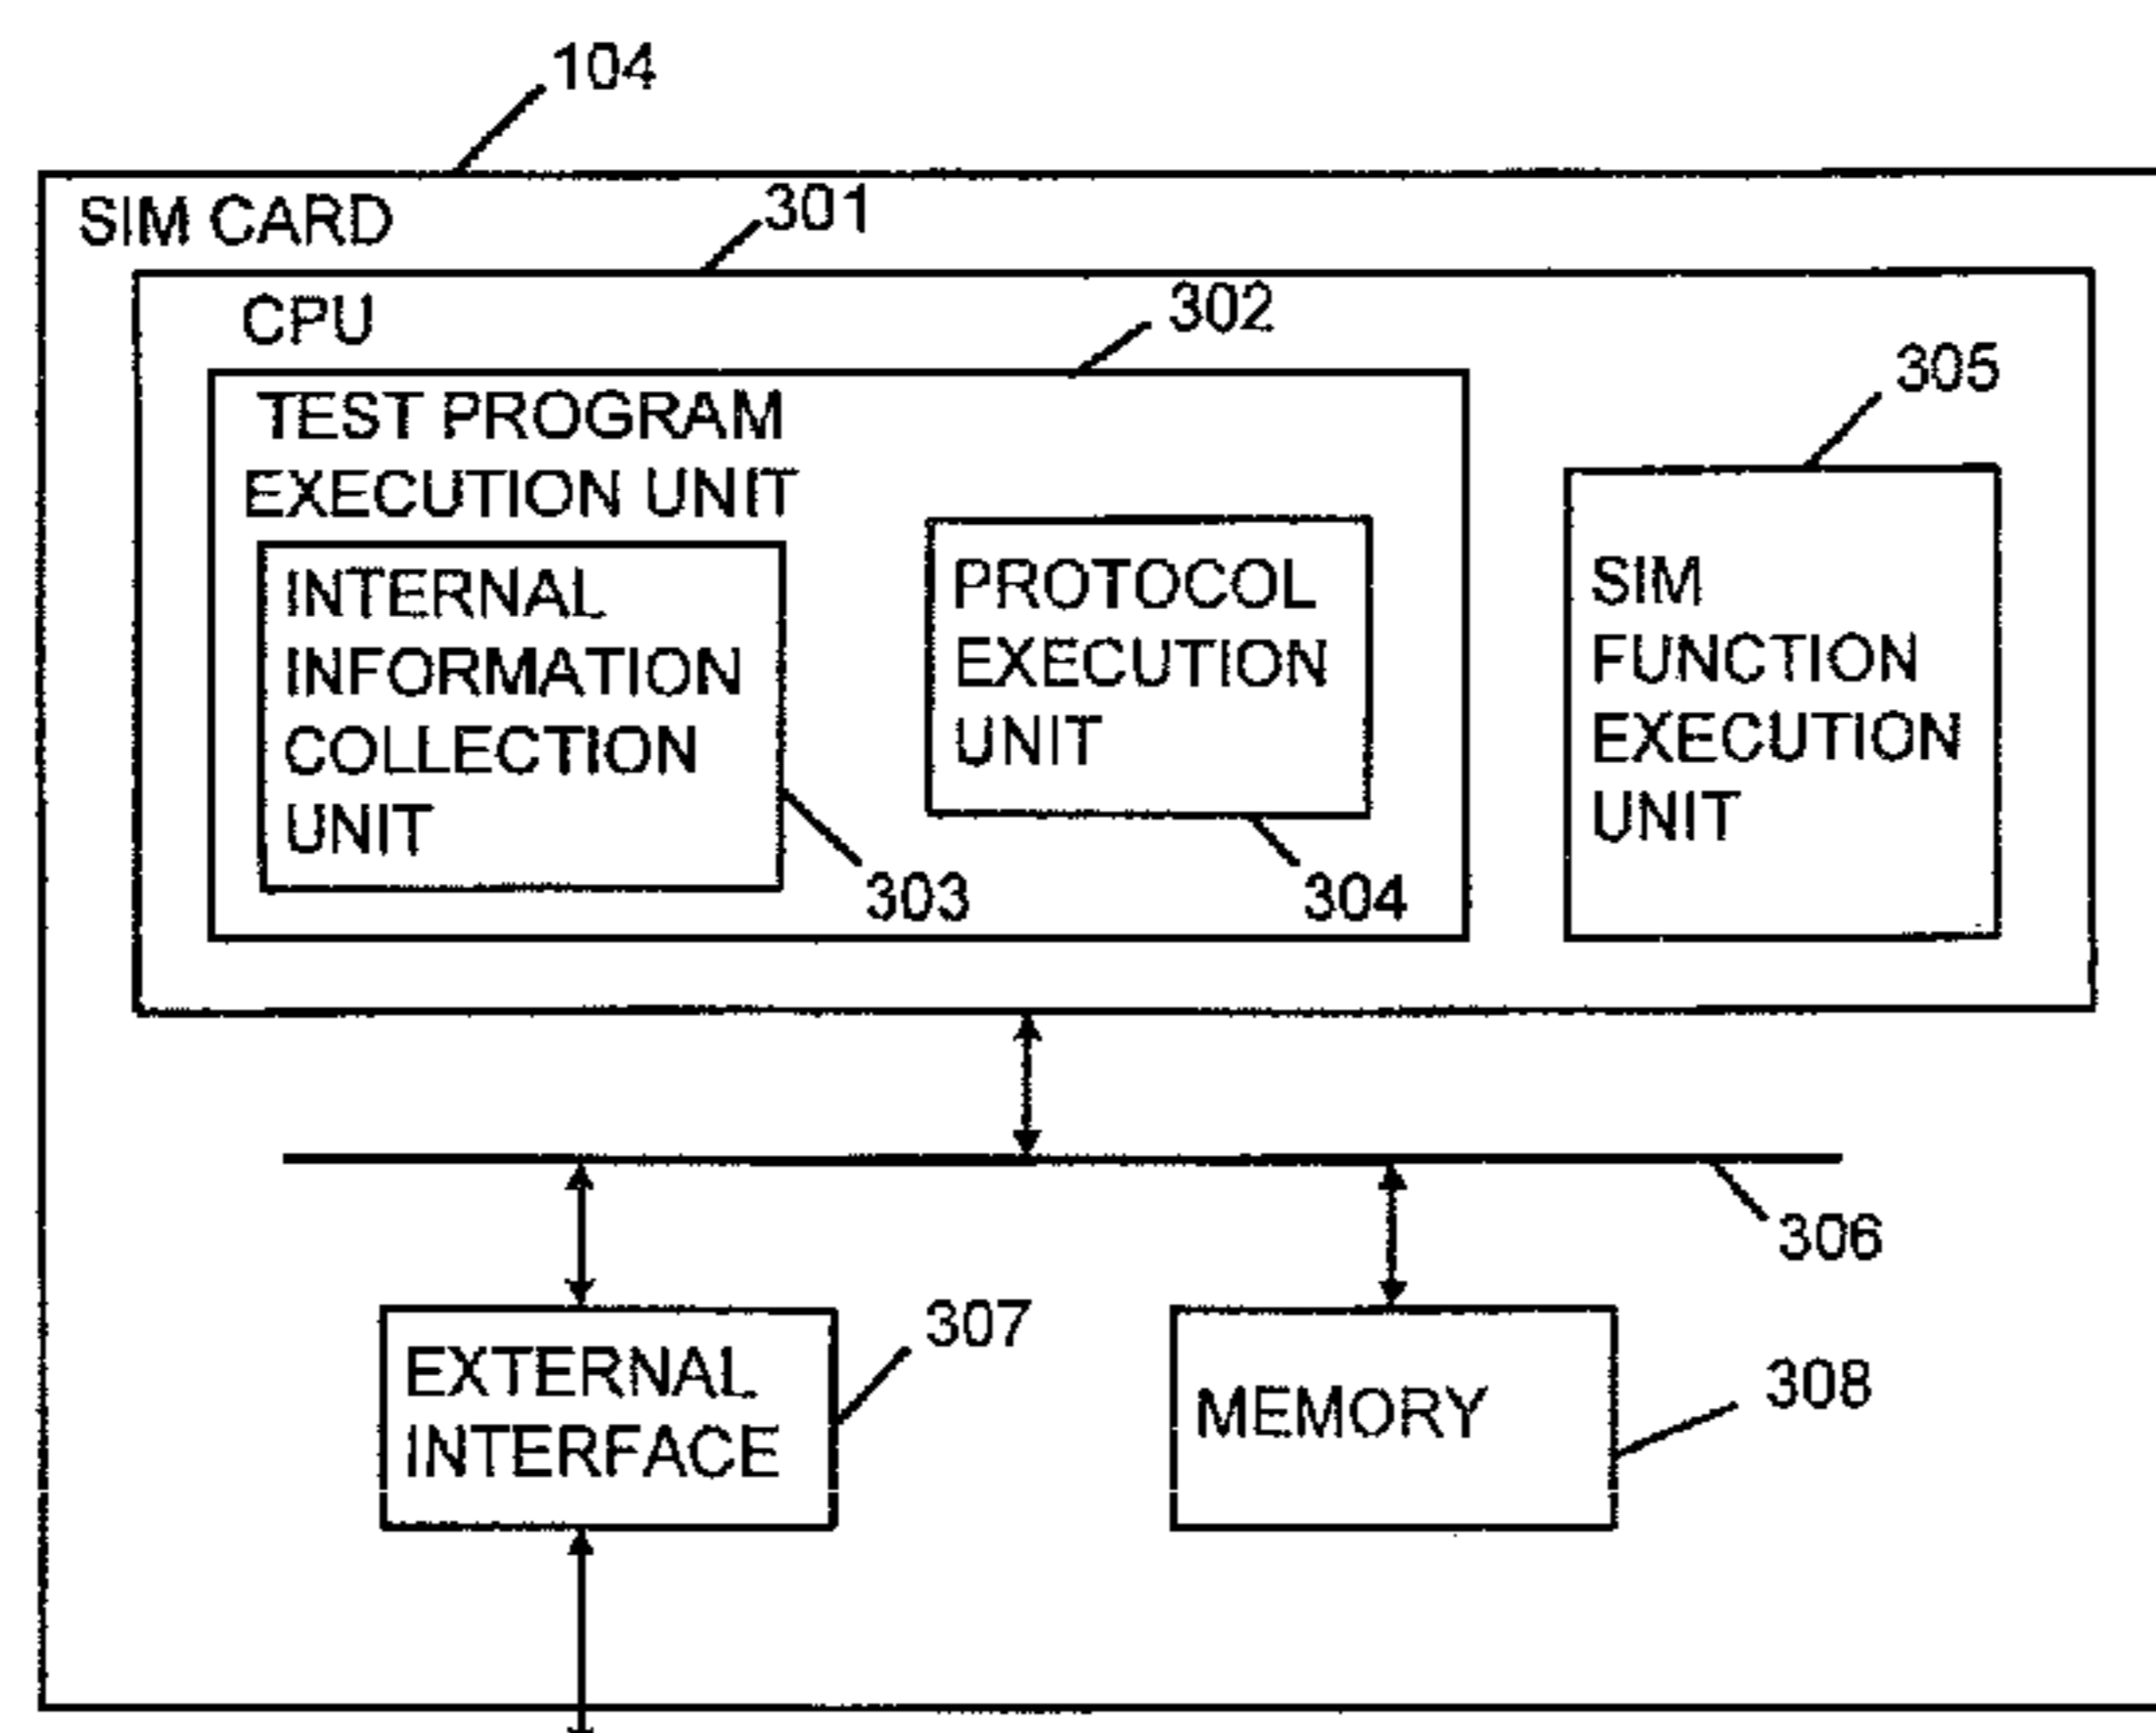 104
SIM CARD
301
CPU
302
305
TEST PROGRAM
EXECUTION UNIT
INTERNAL
INFORMATION
COLLECTION
UNIT
303
PROTOCOL
EXECUTION
UNIT
304
SIM
FUNCTION
EXECUTION
UNIT
306
EXTERNAL
INTERFACE
307
MEMORY
308